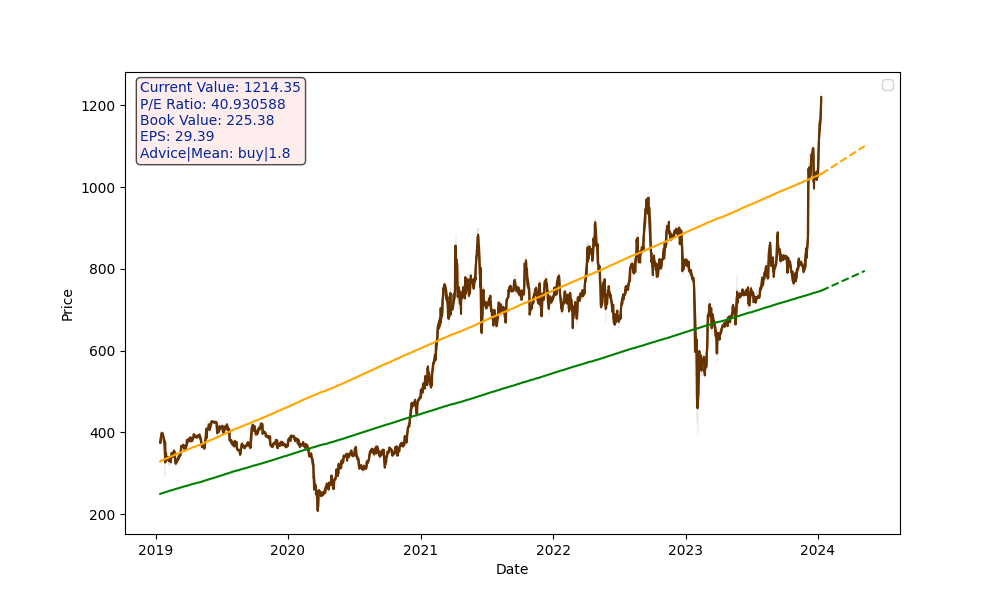 Current Value: 1214.35
P/E Ratio: 40.930588
Book Value: 225.38
EPS: 29.39
Advice|Mean: buy|1.8
1200
1000
800
600
400
200
Price
2019 2020 2021 2022 2023 2024
Date